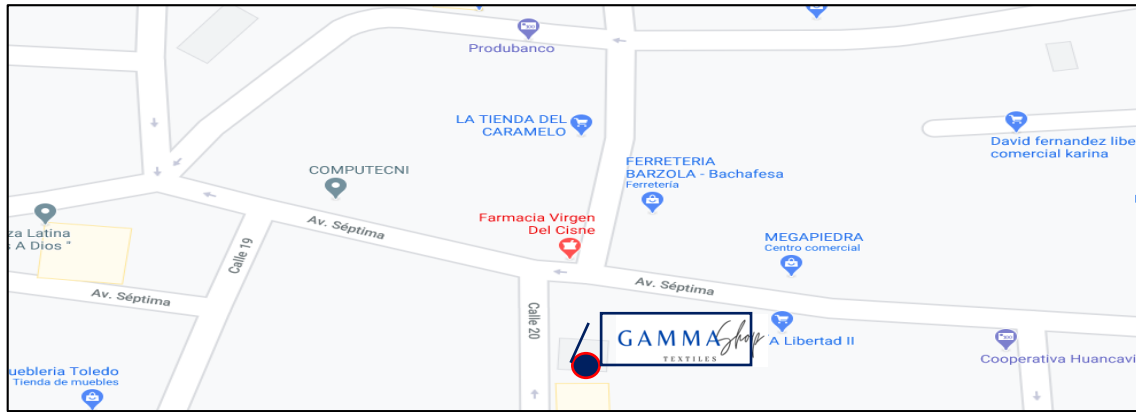 Produbanco
LA TIENDA DEL
CARAMELO
David fernandez libe
comercial karina
COMPUTECNI
FERRETERIA
BARZOLA - Bachafesa
Ferretería
za Latina
s A Dios "
Av. Séptima
Farmacia Virgen
Del Cisne
MEGAPIEDRA
Centro comercial
Calle 19
Av. Séptima
Av. Séptima
Calle 20
GAMMA Shop
TEXTILES
A Libertad II
Cooperativa Huancavi
uebleria Toledo
Tienda de muebles